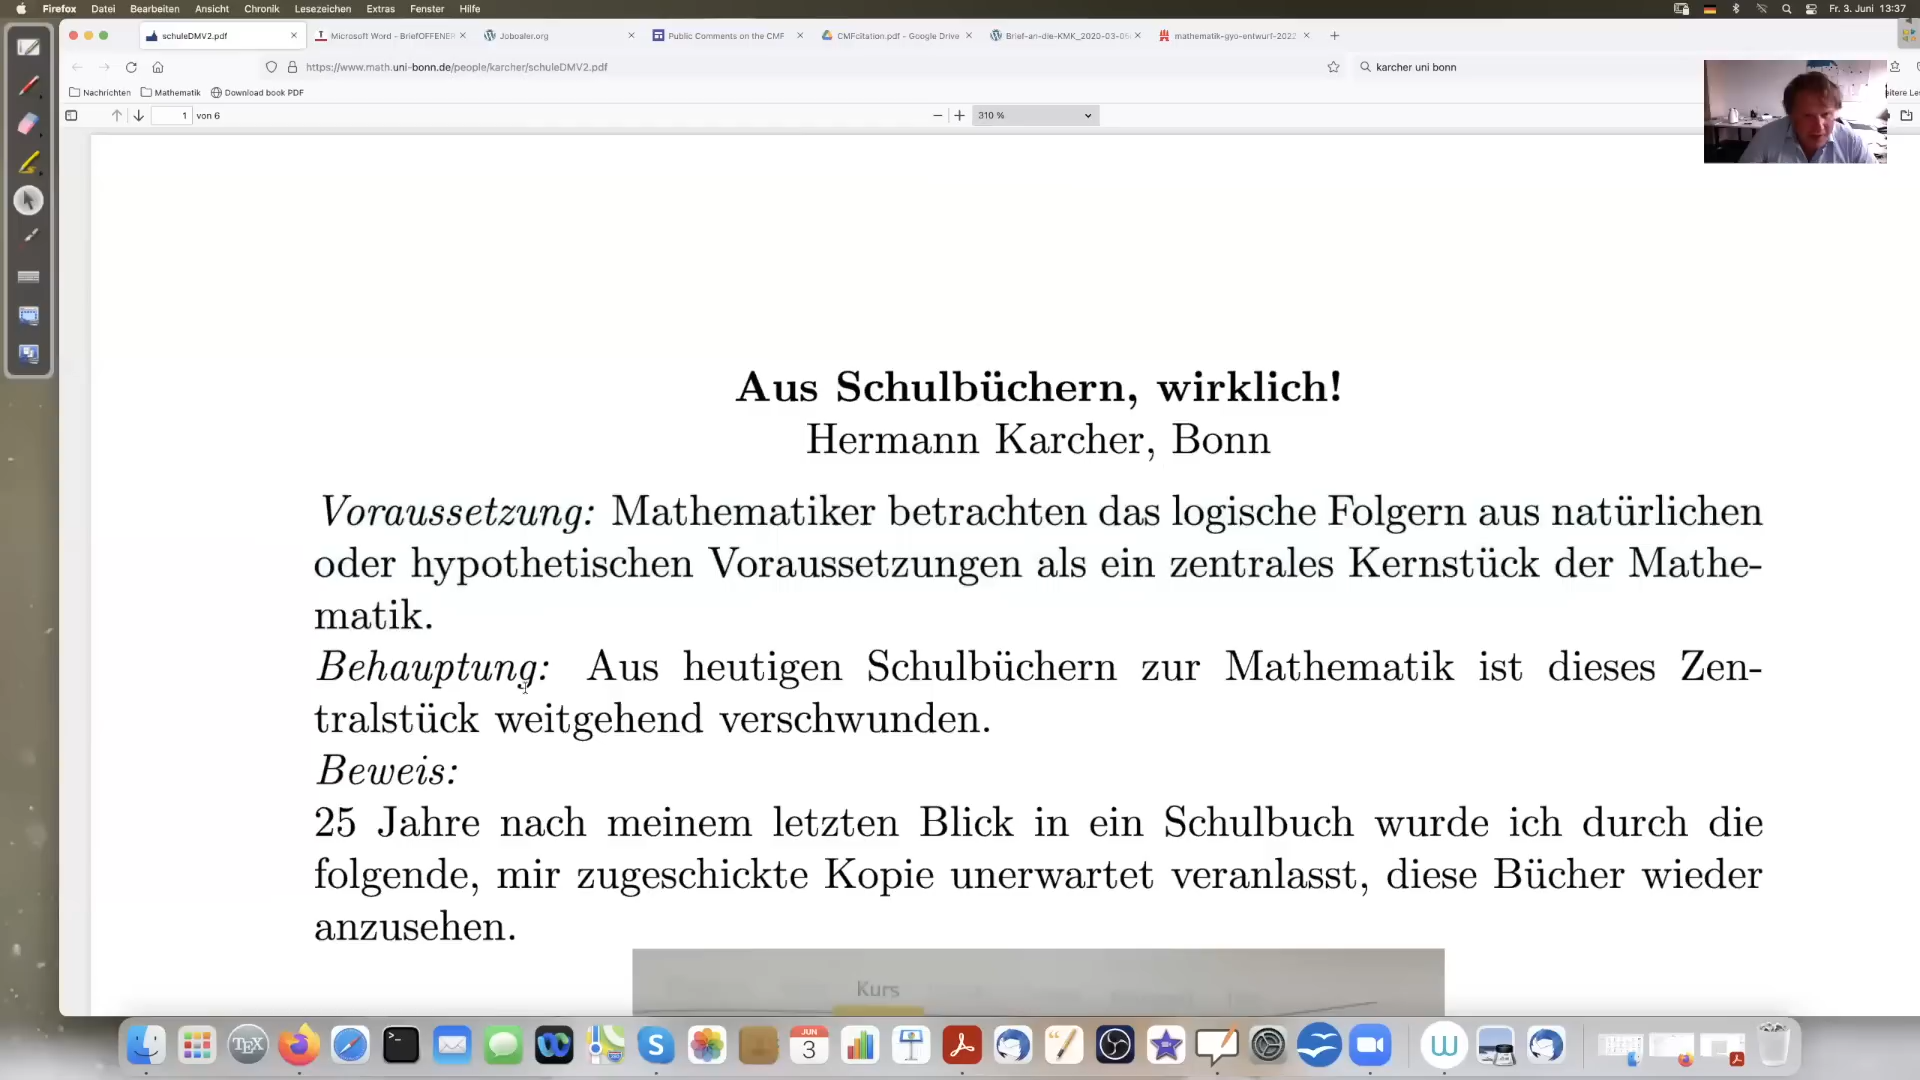 Firefox Datei Bearbeiten Ansicht Chronik Lesezeichen Extras Fenster Hilfe Fr. 3. Juni 13:37
schuleDMV2.pdf Microsoft Word - BriefOFFENER Joboaler.org Public Comments on the CMF CMFcitation.pdf - Google Drive Brief-an-die-KMK_2020-03-05 mathematik-gyo-entwurf-2022
https://www.math.uni-bonn.de/people/karcher/schuleDMV2.pdf karcher uni bonn
Nachrichten Mathematik Download book PDF eitere Les
1 von 6 310 %
Aus Schulbüchern, wirklich!
Hermann Karcher, Bonn
Voraussetzung: Mathematiker betrachten das logische Folgern aus natürlichen
oder hypothetischen Voraussetzungen als ein zentrales Kernstück der Mathe-
matik.
Behauptung: Aus heutigen Schulbüchern zur Mathematik ist dieses Zen-
tralstück weitgehend verschwunden.
Beweis:
25 Jahre nach meinem letzten Blick in ein Schulbuch wurde ich durch die
folgende, mir zugeschickte Kopie unerwartet veranlasst, diese Bücher wieder
anzusehen.
Kurs
TEX
JUN
3